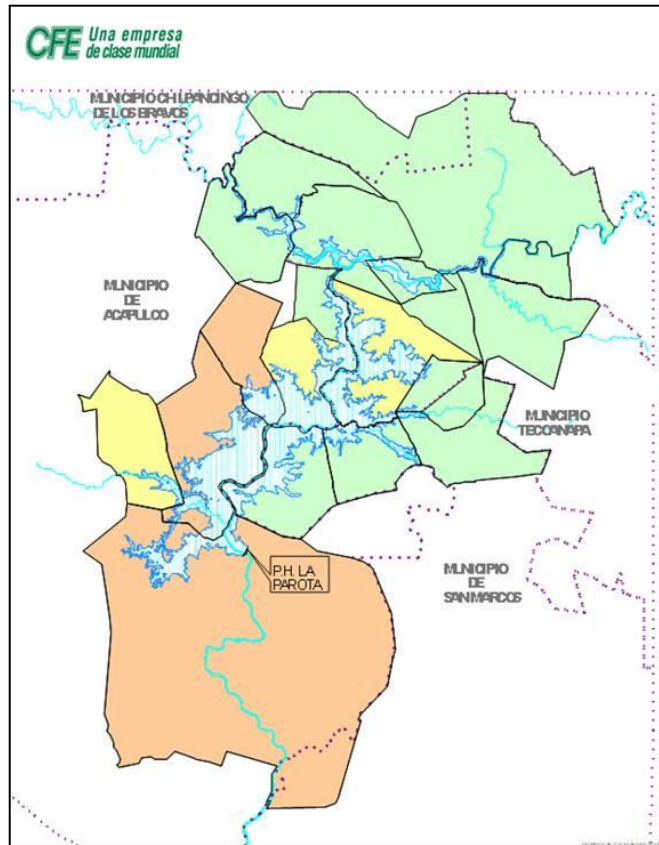 CFE Una empresa
de clase mundial
MUNICIPIO CHILPANCINGO
DE LOS BRAVOS
MUNICIPIO
DE
ACAPULCO
MUNICIPIO
TECOANAPA
MUNICIPIO
DE
SAN MARCOS
P.H. LA
PAROTA